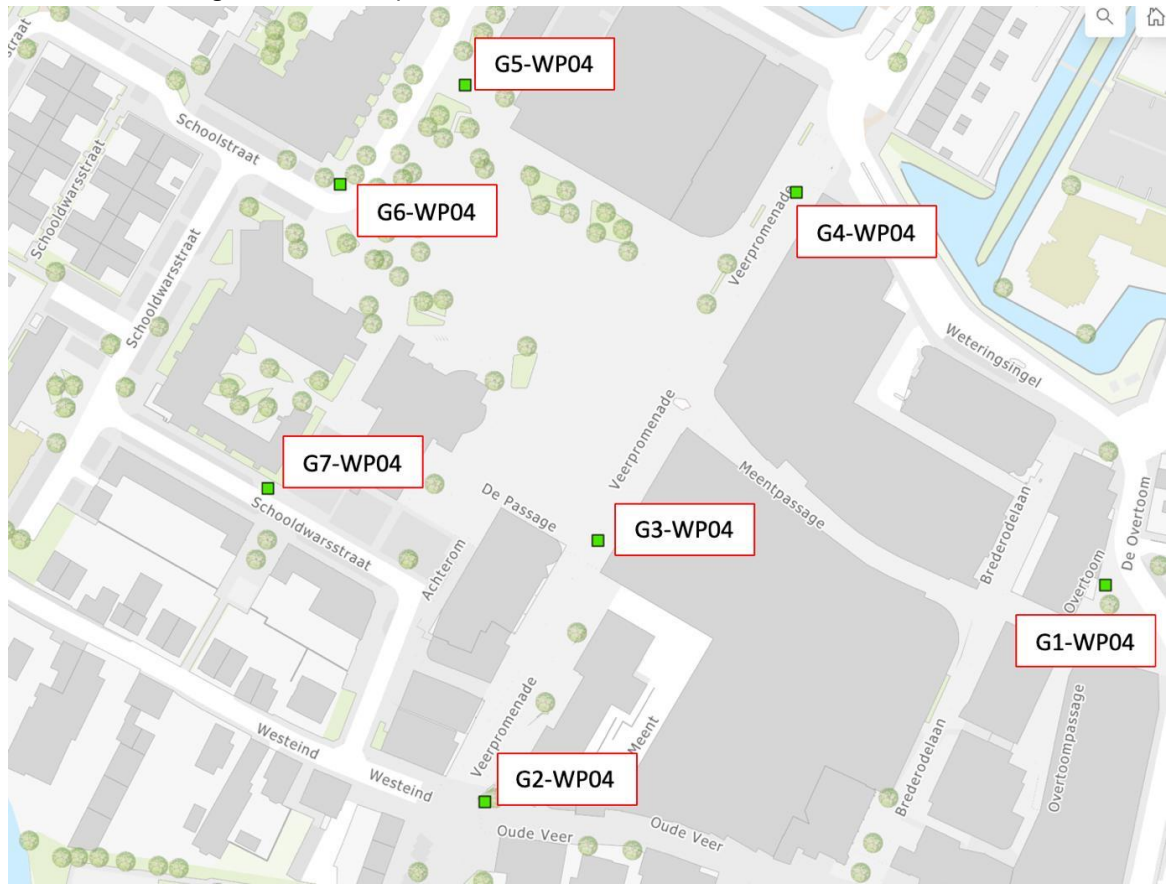 straat
G5-WP04
Schoolstraat
Schooldwarsstraat
G6-WP04
Veerpromenade
G4-WP04
Schooldwarsstraat
Weteringsingel
Veerpromenade
G7-WP04
De Passage
Meentpassage
G3-WP04
Schooldwarsstraat
Achterom
Brederodelaan
De Overtoom
Overtoom
G1-WP04
Veerpromenade
Meent
Overtoompassage
Westeind
Westeind
G2-WP04
Brederodelaan
Oude Veer
Oude Veer